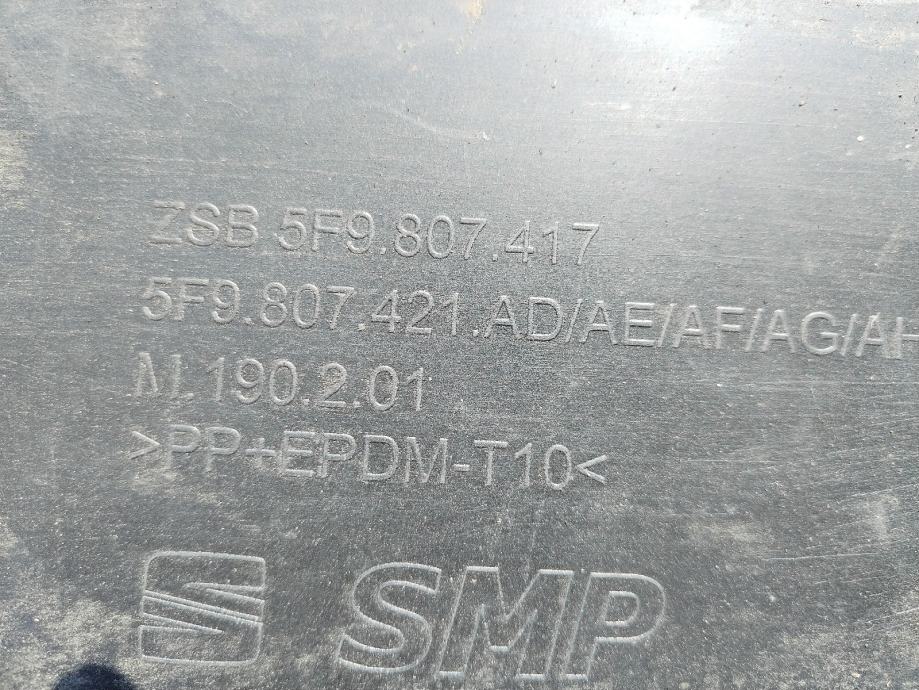 ZSB 5F9.807.417
5F9.807.421.AD/AE/AF/AG/AH
M.190.2.01
>PP+EPDM-T10<
SMP